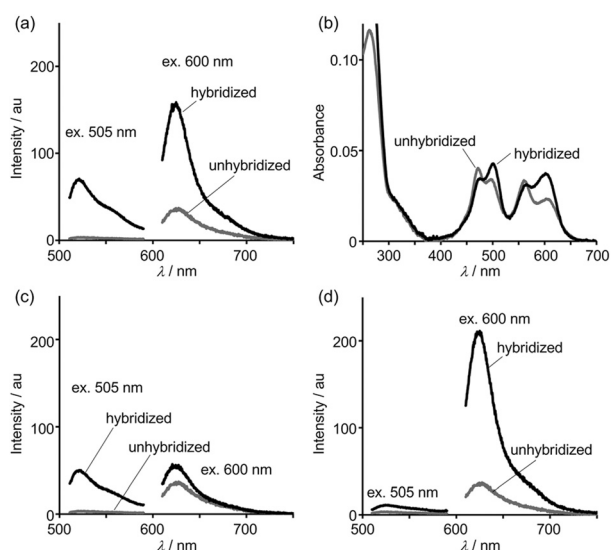 (a)
200
100
0
Intensity / au
ex. 600 nm
hybridized
ex. 505 nm
unhybridized
500
600
700
λ / nm
(b)
0.10
0.05
0
Absorbance
unhybridized
hybridized
300
400
500
600
700
λ / nm
(c)
200
100
0
Intensity / au
ex. 505 nm
hybridized
unhybridized
ex. 600 nm
500
600
700
λ / nm
(d)
200
100
0
Intensity / au
ex. 600 nm
hybridized
unhybridized
ex. 505 nm
500
600
700
λ / nm